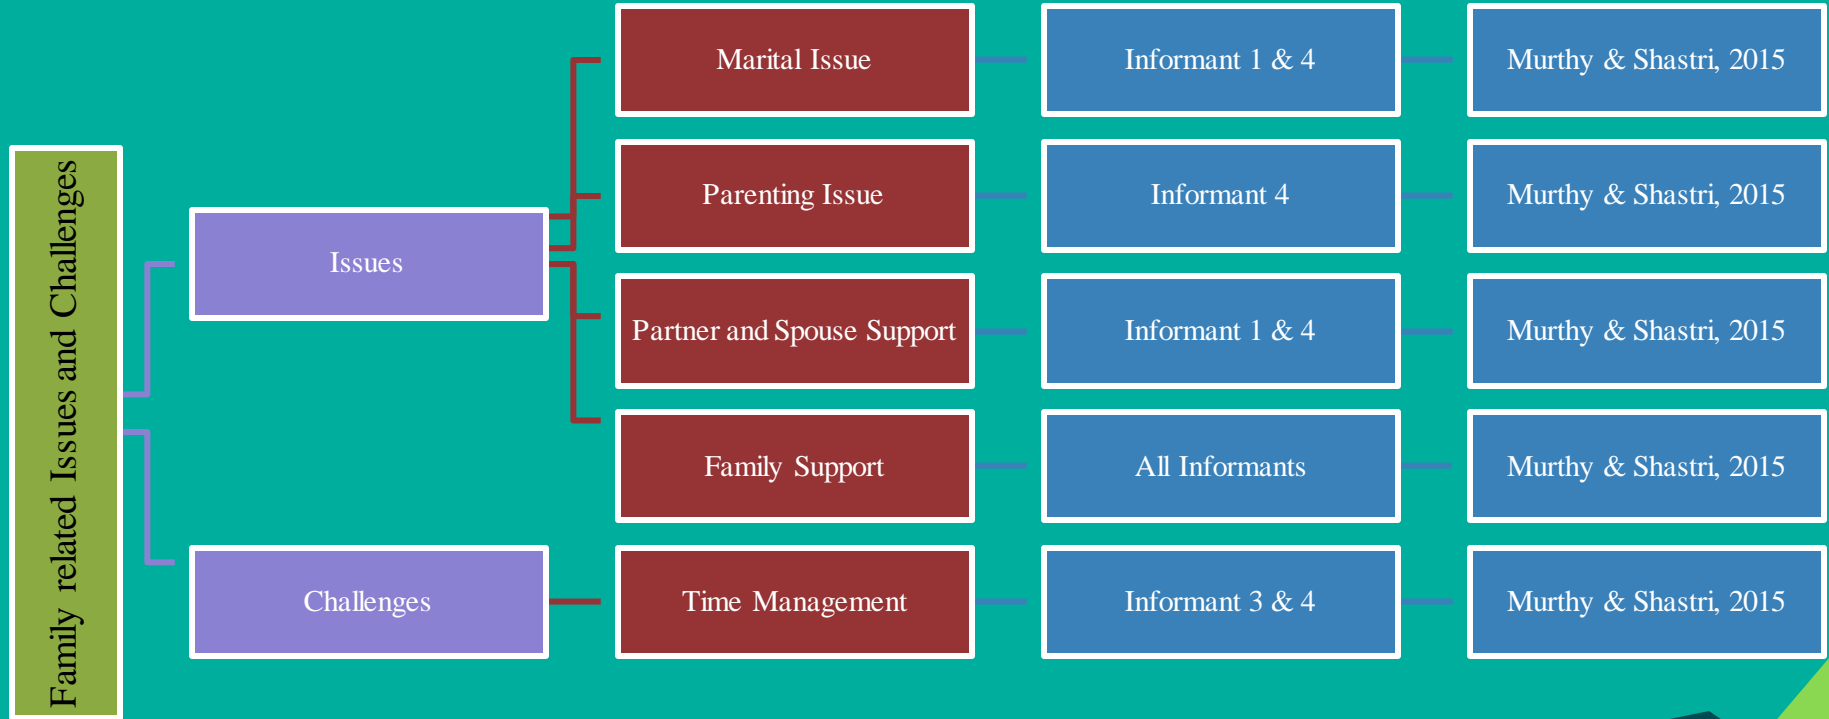 Family related Issues and Challenges
Issues
Marital Issue
Informant 1 & 4
Murthy & Shastri, 2015
Parenting Issue
Informant 4
Murthy & Shastri, 2015
Partner and Spouse Support
Informant 1 & 4
Murthy & Shastri, 2015
Family Support
All Informants
Murthy & Shastri, 2015
Challenges
Time Management
Informant 3 & 4
Murthy & Shastri, 2015